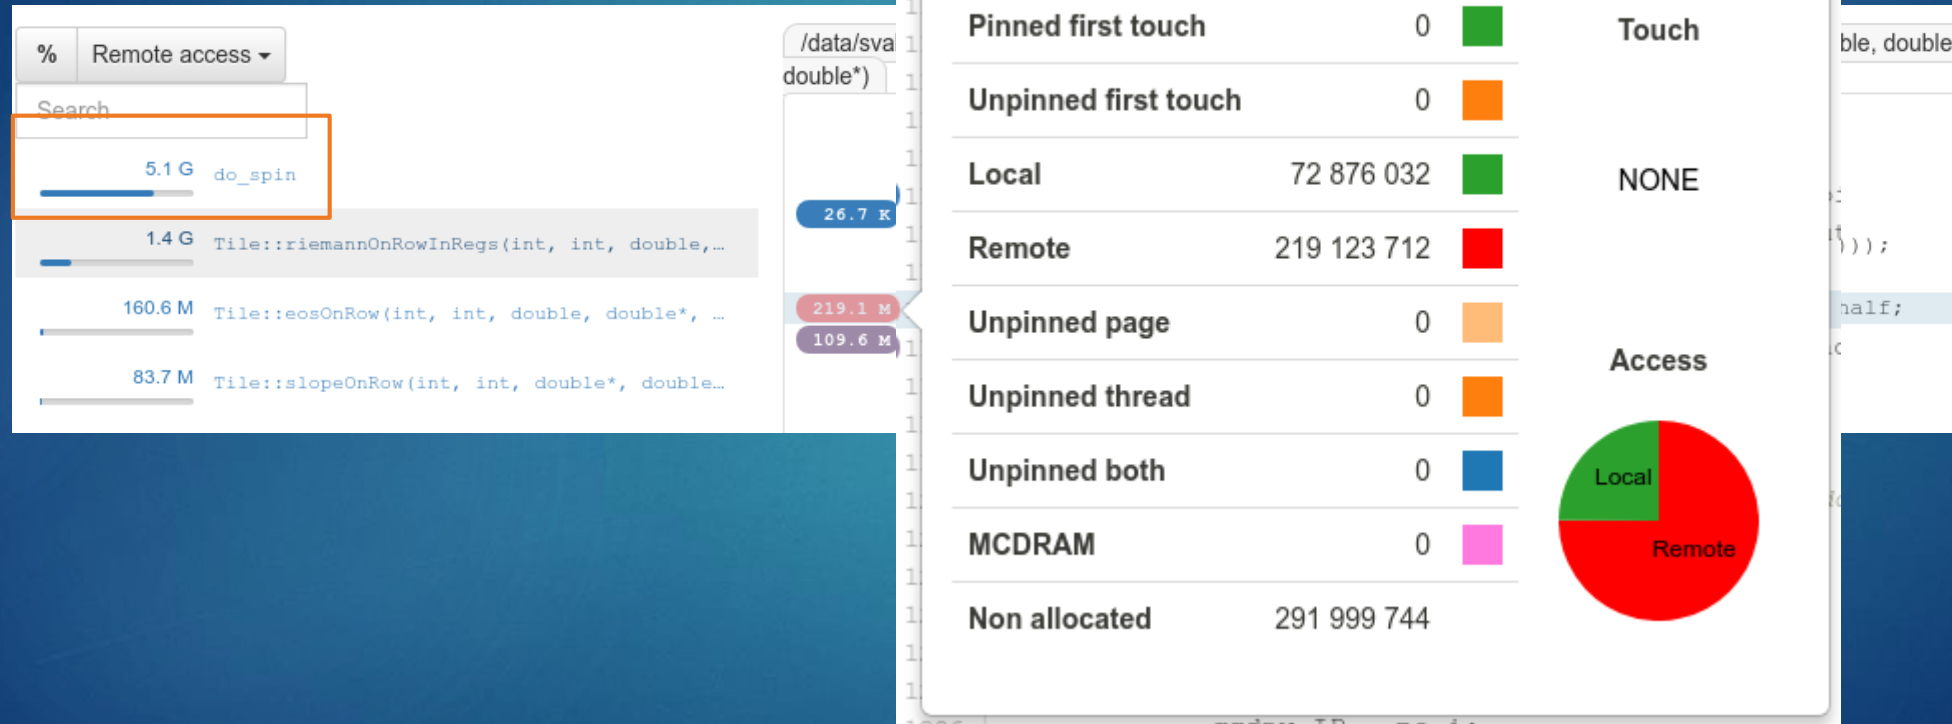 % Remote access
Search
5.1 G do_spin
1.4 G Tile::riemannOnRowInRegs(int, int, double,…
160.6 M Tile::eosOnRow(int, int, double, double*, …
83.7 M Tile::slopeOnRow(int, int, double*, double…
/data/sva
double*)
26.7 K
219.1 M
109.6 M
Pinned first touch 0
Unpinned first touch 0
Local 72 876 032
Remote 219 123 712
Unpinned page 0
Unpinned thread 0
Unpinned both 0
MCDRAM 0
Non allocated 291 999 744
Touch
NONE
Access
Local
Remote
ble, double
)));
half;